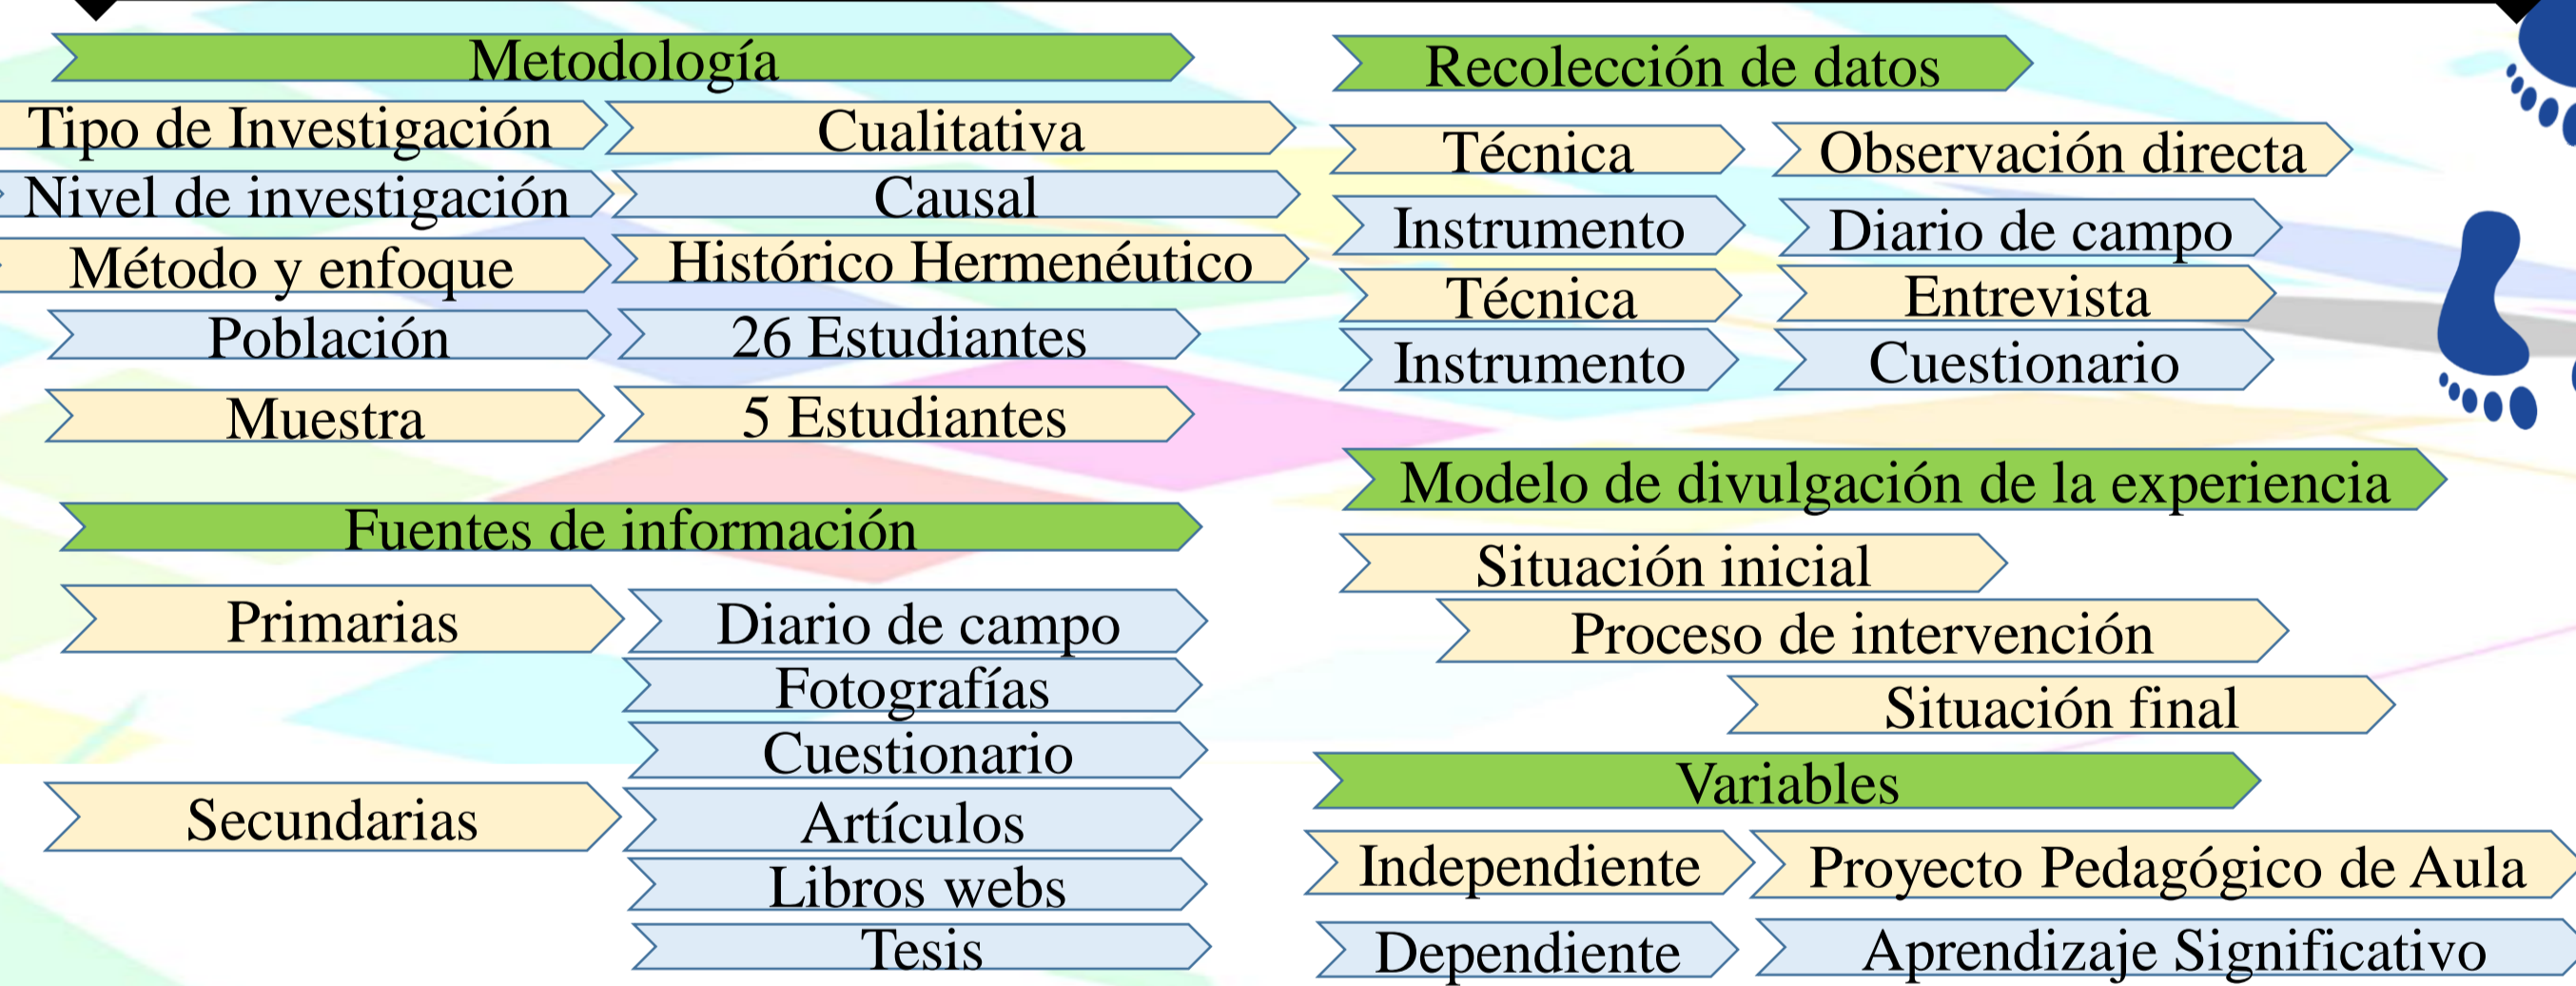 Metodología
Tipo de Investigación
Cualitativa
Nivel de investigación
Causal
Método y enfoque
Histórico Hermenéutico
Población
26 Estudiantes
Muestra
5 Estudiantes
Fuentes de información
Primarias
Diario de campo
Fotografías
Cuestionario
Secundarias
Artículos
Libros webs
Tesis
Recolección de datos
Técnica
Observación directa
Instrumento
Diario de campo
Técnica
Entrevista
Instrumento
Cuestionario
Modelo de divulgación de la experiencia
Situación inicial
Proceso de intervención
Situación final
Variables
Independiente
Proyecto Pedagógico de Aula
Dependiente
Aprendizaje Significativo